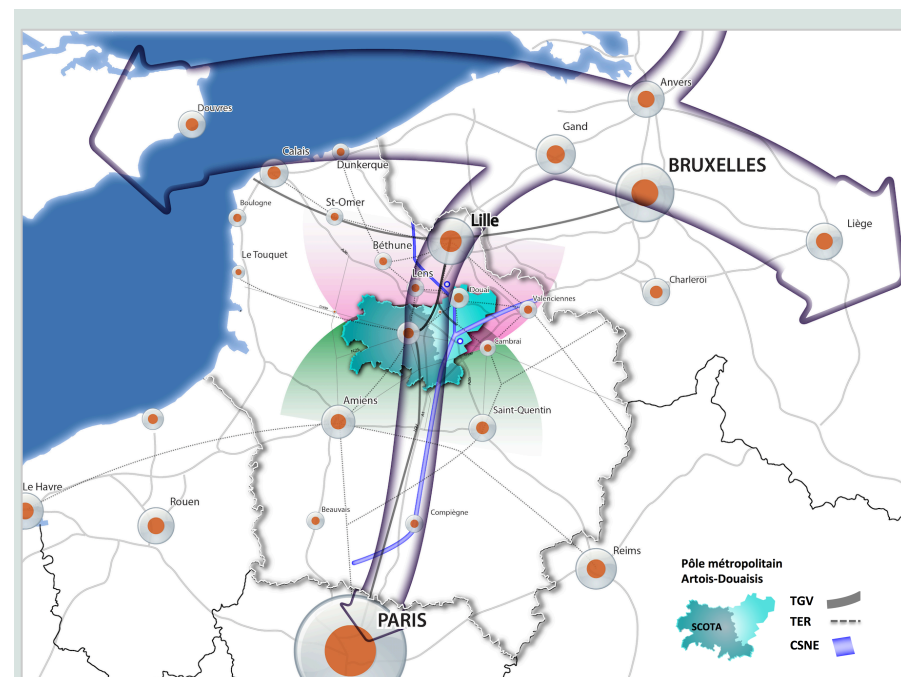 Anvers
Douvres
Gand
Calais
Dunkerque
BRUXELLES
St-Omer
Boulogne
Lille
Liège
Béthune
Le Touquet
Lens
Charleroi
Douai
Valenciennes
Cambrai
Amiens
Saint-Quentin
Le Havre
Rouen
Beauvais
Compiègne
Reims
PARIS
Pôle métropolitain
Artois-Douaisis
SCOTA
TGV
TER
CSNE